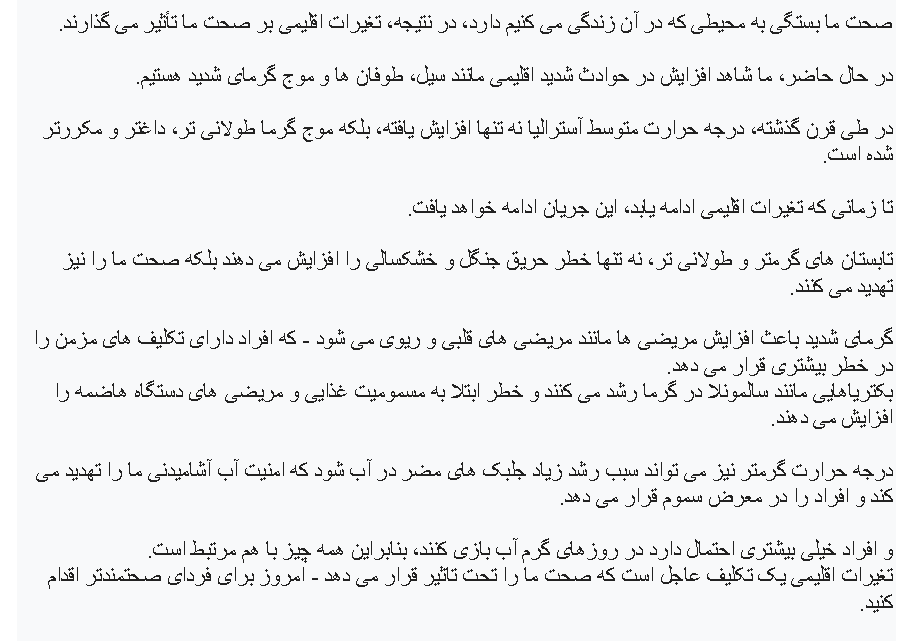 صحت ما بستگی به محیطی که در آن زندگی می کنیم دارد، در نتیجه، تغیرات اقلیمی بر صحت ما تأثیر می گذارند.
در حال حاضر، ما شاهد افزایش در حوادث شدید اقلیمی مانند سیل، طوفان ها و موج گرمای شدید هستیم.
در طی قرن گذشته، درجه حرارت متوسط آسترالیا نه تنها افزایش یافته، بلکه موج گرما طولانی تر، داغتر و مکررتر
شده است.
تا زمانی که تغیرات اقلیمی ادامه یابد، این جریان ادامه خواهد یافت.
تابستان های گرمتر و طولانی تر، نه تنها خطر حریق جنگل و خشکسالی را افزایش می دهند بلکه صحت ما را نیز
تهدید می کنند.
گرمای شدید باعث افزایش مریضی ها مانند مریضی های قلبی و ریوی می شود - که افراد دارای تکلیف های مزمن را
در خطر بیشتری قرار می دهد.
بکتریاهایی مانند سالمونلا در گرما رشد می کنند و خطر ابتلا به مسمومیت غذایی و مریضی های دستگاه هاضمه را
افزایش می دهند.
درجه حرارت گرمتر نیز می تواند سبب رشد زیاد جلبک های مضر در آب شود که امنیت آب آشامیدنی ما را تهدید می
کند و افراد را در معرض سموم قرار می دهد.
و افراد خیلی بیشتری احتمال دارد در روزهای گرم آب بازی کنند، بنابراین همه چیز با هم مرتبط است.
تغیرات اقلیمی یک تکلیف عاجل است که صحت ما را تحت تاثیر قرار می دهد - امروز برای فردای صحتمندتر اقدام
کنید.